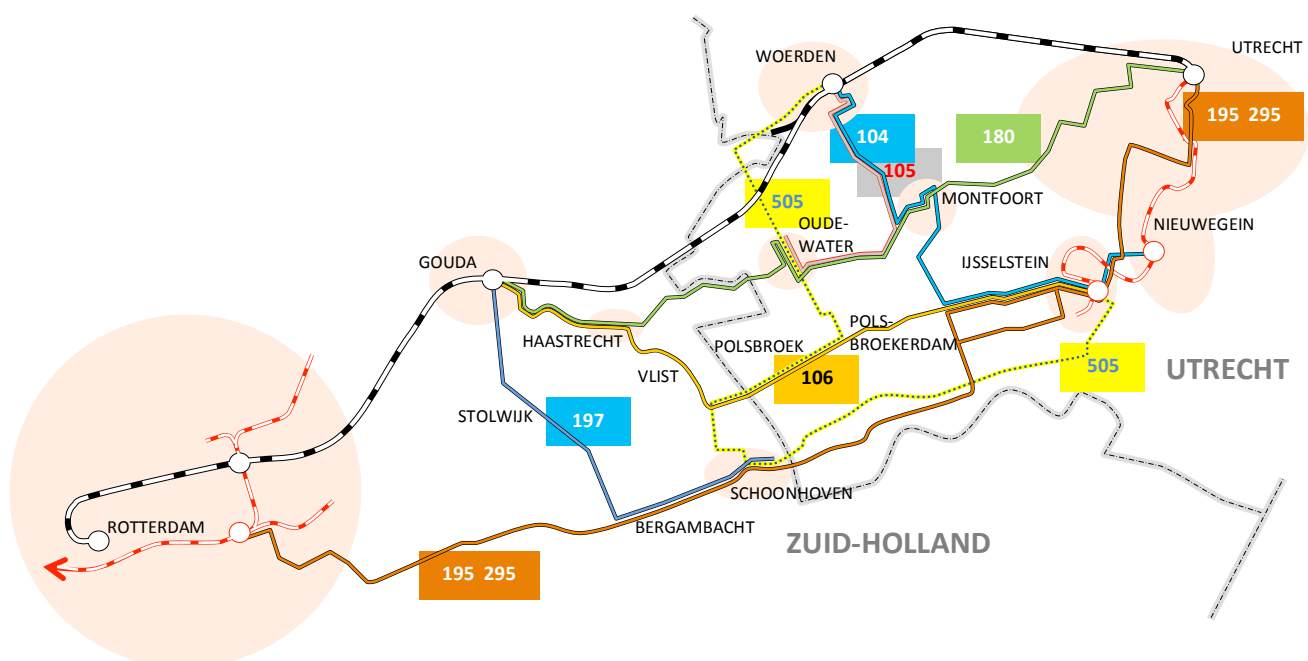 UTRECHT
WOERDEN
195 295
104
180
105
505
MONTFOORT
OUDE-
WATER
NIEUWEGEIN
GOUDA
IJSSELSTEIN
HAASTRECHT
POLSBROEK
POLS-
BROEKERDAM
VLIST
106
505
UTRECHT
STOLWIJK
197
SCHOONHOVEN
BERGAMBACHT
ROTTERDAM
ZUID-HOLLAND
195 295